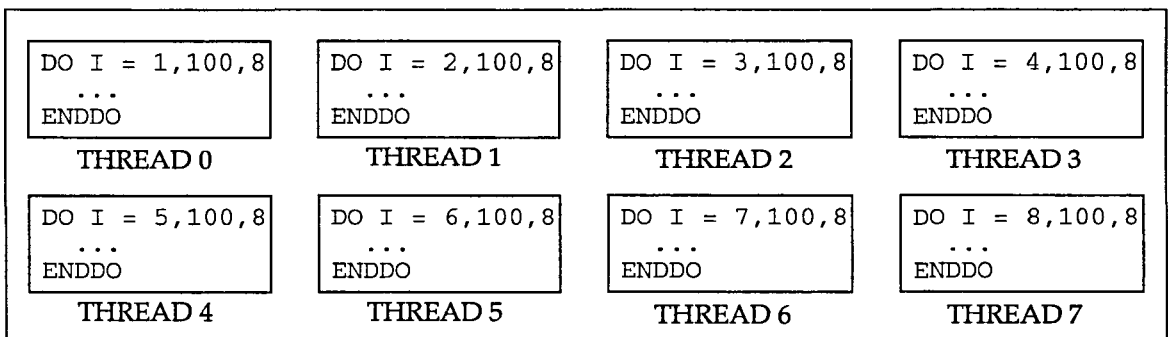 DO I = 1,100,8
...
ENDDO
THREAD 0
DO I = 2,100,8
...
ENDDO
THREAD 1
DO I = 3,100,8
...
ENDDO
THREAD 2
DO I = 4,100,8
...
ENDDO
THREAD 3
DO I = 5,100,8
...
ENDDO
THREAD 4
DO I = 6,100,8
...
ENDDO
THREAD 5
DO I = 7,100,8
...
ENDDO
THREAD 6
DO I = 8,100,8
...
ENDDO
THREAD 7